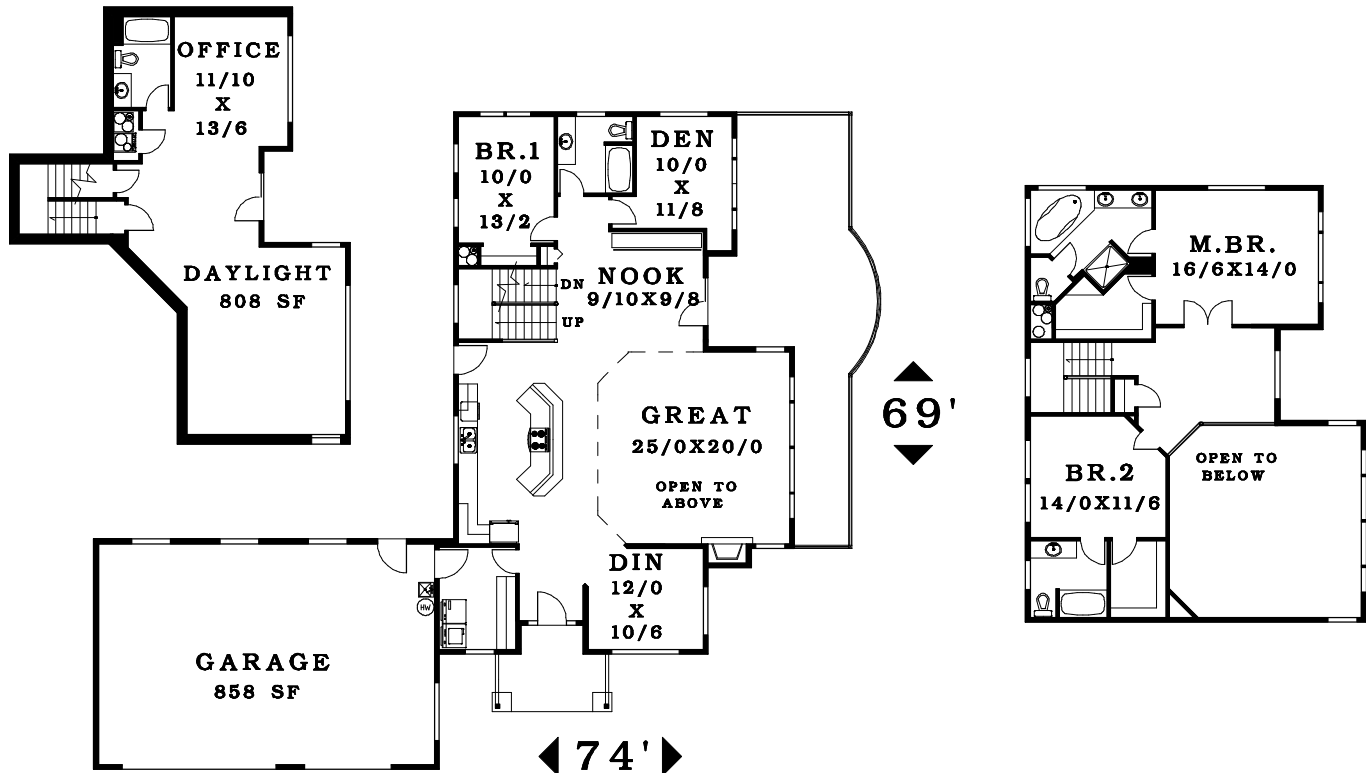 OFFICE
11/10
X
13/6
DAYLIGHT
808 SF
BR.1
10/0
X
13/2
DEN
10/0
X
11/8
NOOK
9/10X9/8
DN
UP
GREAT
25/0X20/0
OPEN TO
ABOVE
69'
DIN
12/0
X
10/6
HW
GARAGE
858 SF
74'
M.BR.
16/6X14/0
OPEN TO
BELOW
BR.2
14/0X11/6